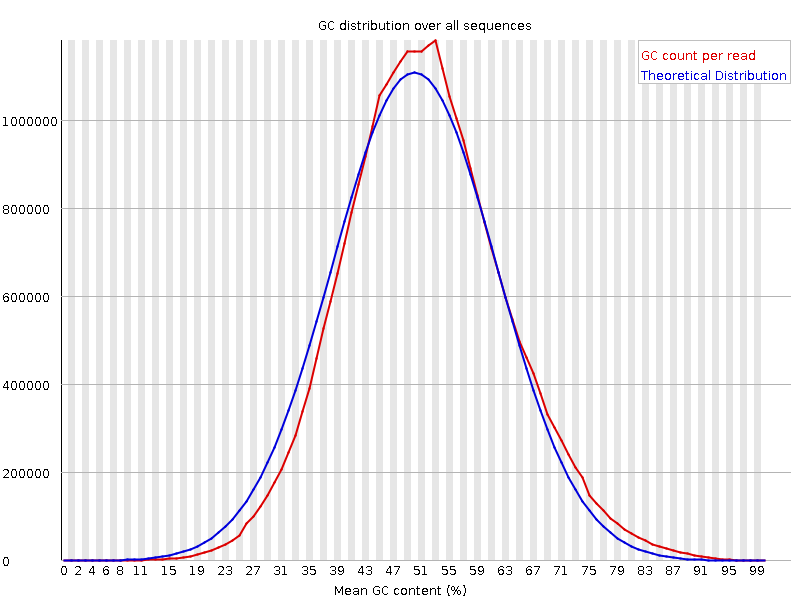 GC distribution over all sequences
GC count per read
Theoretical Distribution
1000000
800000
600000
400000
200000
0
0 2 4 6 8 11 15 19 23 27 31 35 39 43 47 51 55 59 63 67 71 75 79 83 87 91 95 99
Mean GC content (%)